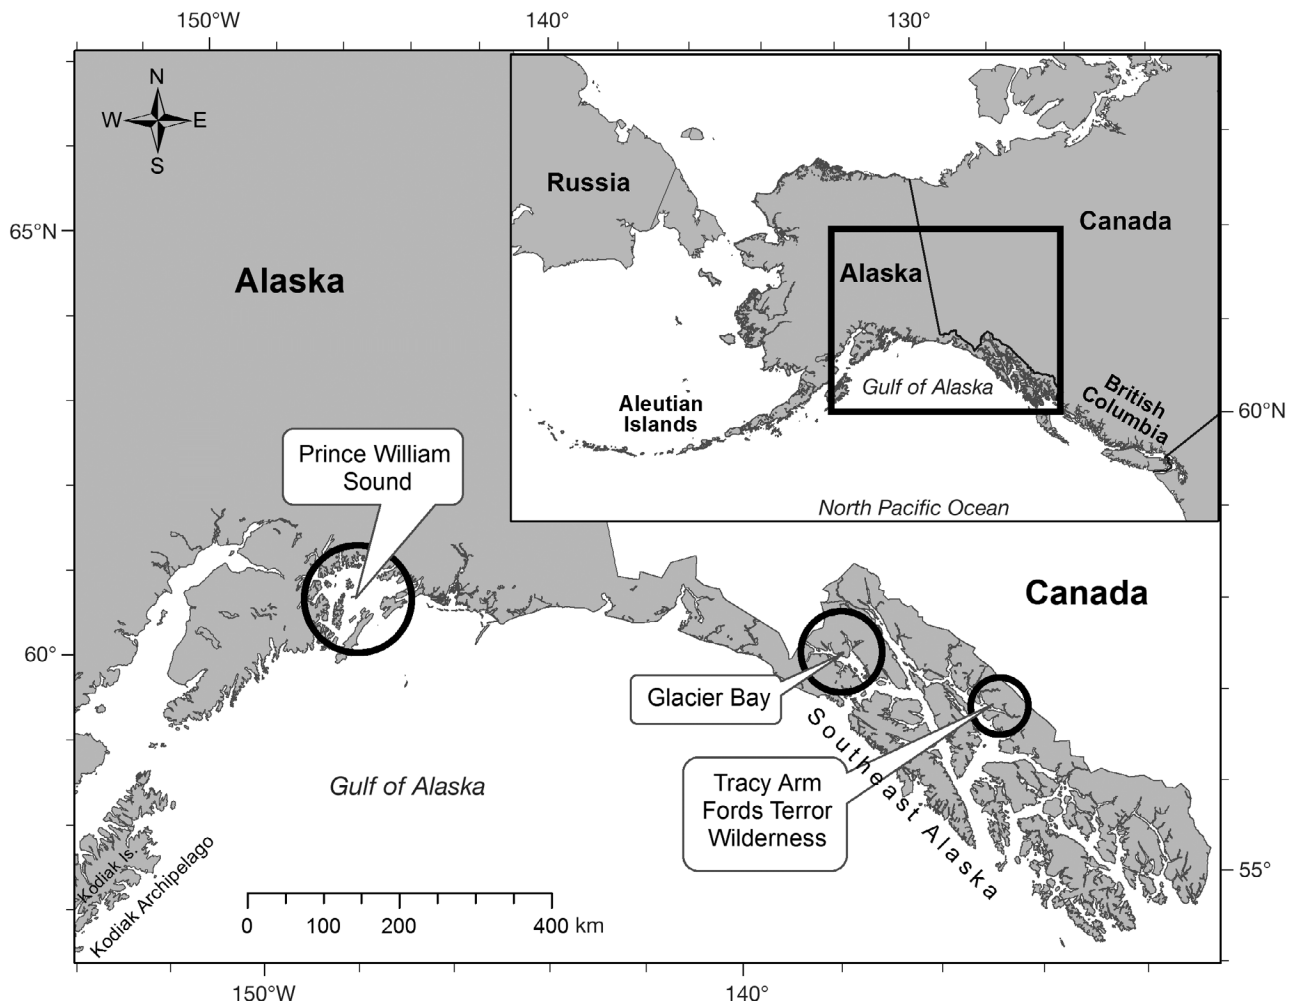 150°W
140°
130°
N
W
E
S
65°N
Alaska
Russia
Canada
Alaska
Gulf of Alaska
Aleutian
Islands
British
Columbia
60°N
North Pacific Ocean
Prince William
Sound
Canada
60°
Glacier Bay
Southeast Alaska
Tracy Arm
Fords Terror
Wilderness
Gulf of Alaska
Kodiak Is.
Kodiak Archipelago
55°
0
100
200
400 km
150°W
140°